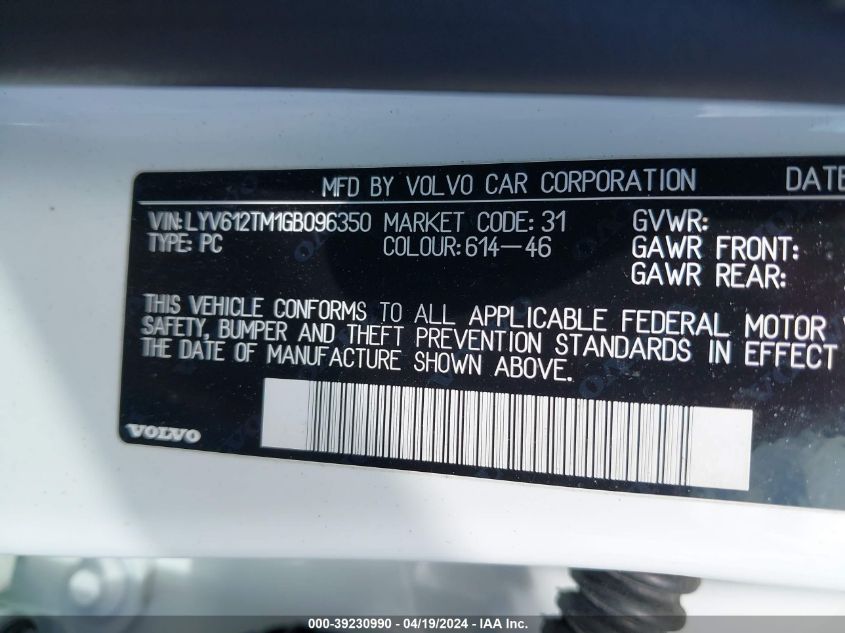 MFD BY VOLVO CAR CORPORATION DATE
VIN: LYV612TM1GB096350 MARKET CODE: 31 GVWR:
TYPE: PC COLOUR: 614-46 GAWR FRONT:
GAWR REAR:
THIS VEHICLE CONFORMS TO ALL APPLICABLE FEDERAL MOTOR V
SAFETY, BUMPER AND THEFT PREVENTION STANDARDS IN EFFECT
THE DATE OF MANUFACTURE SHOWN ABOVE.
VOLVO
000-39230990 - 04/19/2024 - IAA Inc.